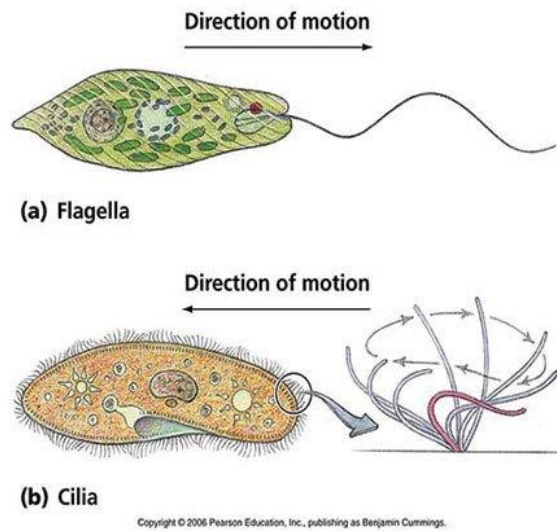 Direction of motion
(a) Flagella
Direction of motion
(b) Cilia
Copyright © 2006 Pearson Education, Inc., publishing as Benjamin Cummings.